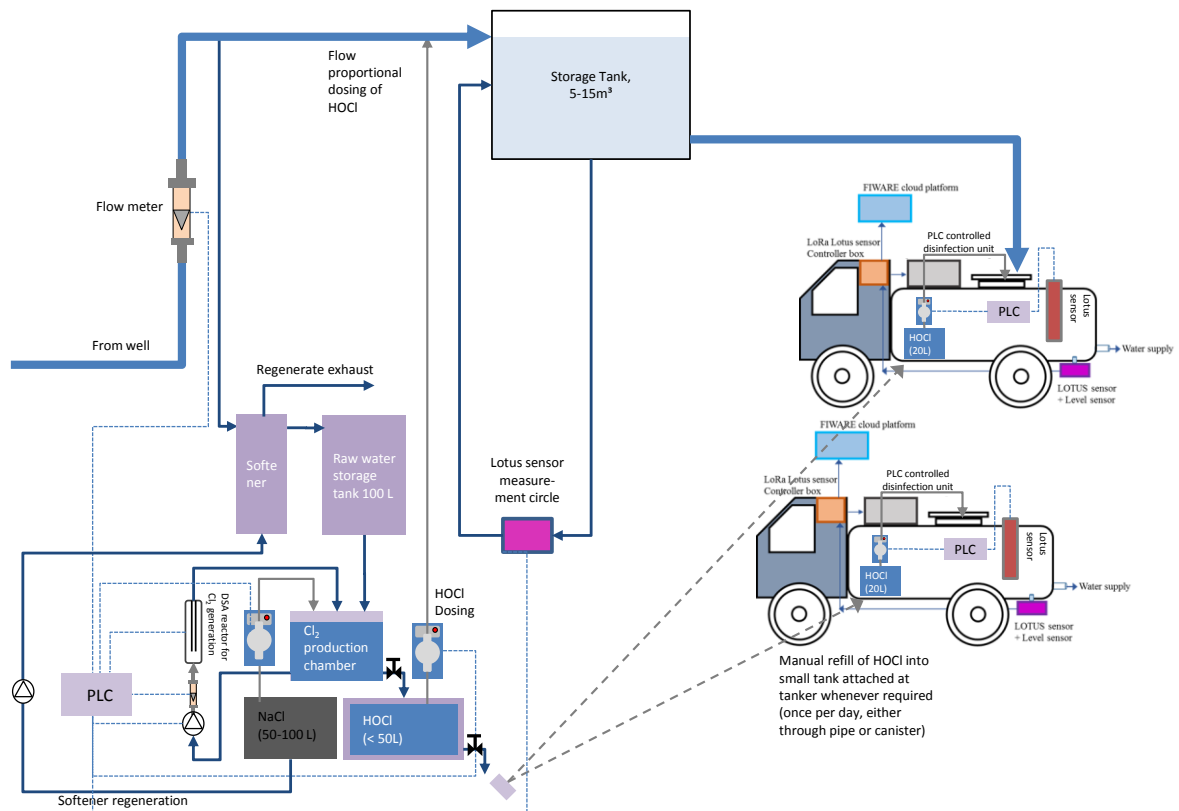 Flow
proportional
dosing of
HOCl
Storage Tank,
5-15m³
Flow meter
From well
Regenerate exhaust
Softe
ner
Raw water
storage
tank 100 L
Lotus sensor
measure-
ment circle
DSA reactor for
Cl₂ generation
HOCl
Dosing
Cl₂
production
chamber
PLC
NaCl
(50-100 L)
HOCl
(< 50L)
Softener regeneration
FIWARE cloud platform
LoRa Lotus sensor
Controller box
PLC controlled
disinfection unit
PLC
Lotus
sensor
HOCl
(20L)
Water supply
LOTUS sensor
+ Level sensor
FIWARE cloud platform
LoRa Lotus sensor
Controller box
PLC controlled
disinfection unit
PLC
Lotus
sensor
HOCl
(20L)
Water supply
LOTUS sensor
+ Level sensor
Manual refill of HOCl into
small tank attached at
tanker whenever required
(once per day, either
through pipe or canister)